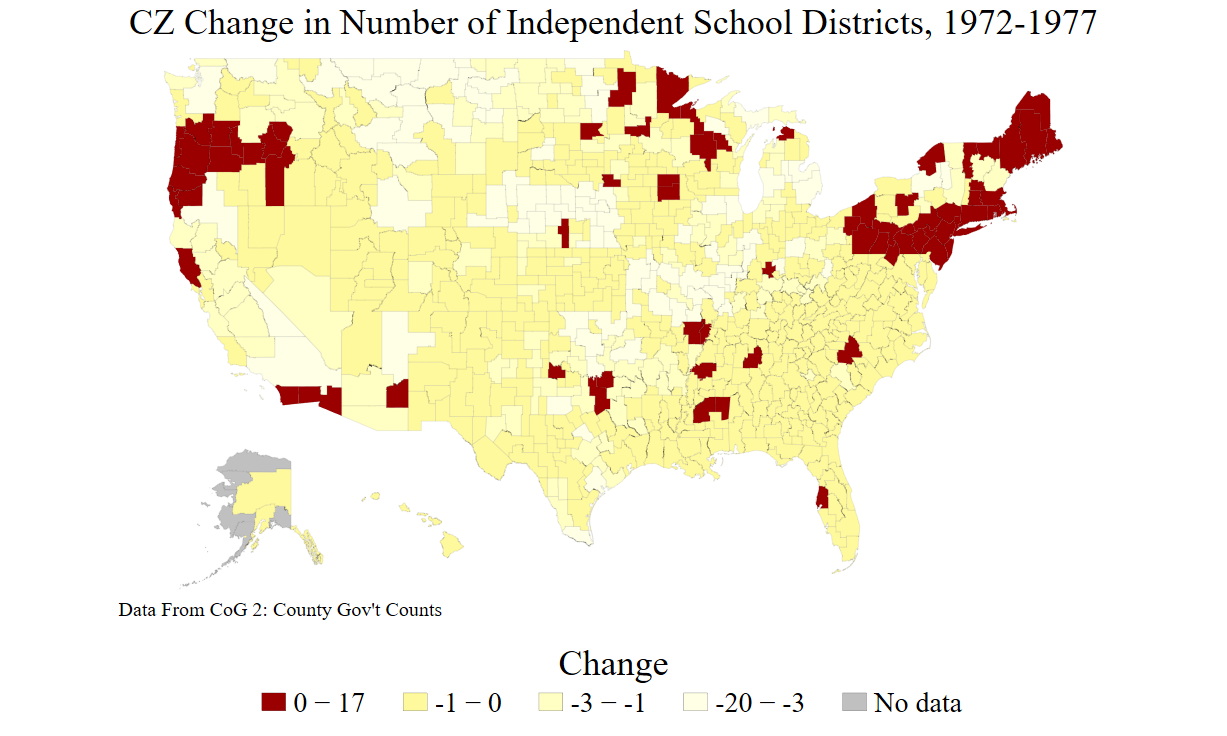 CZ Change in Number of Independent School Districts, 1972-1977
Data From CoG 2: County Gov't Counts
Change
0 − 17 -1 − 0 -3 − -1 -20 − -3 No data